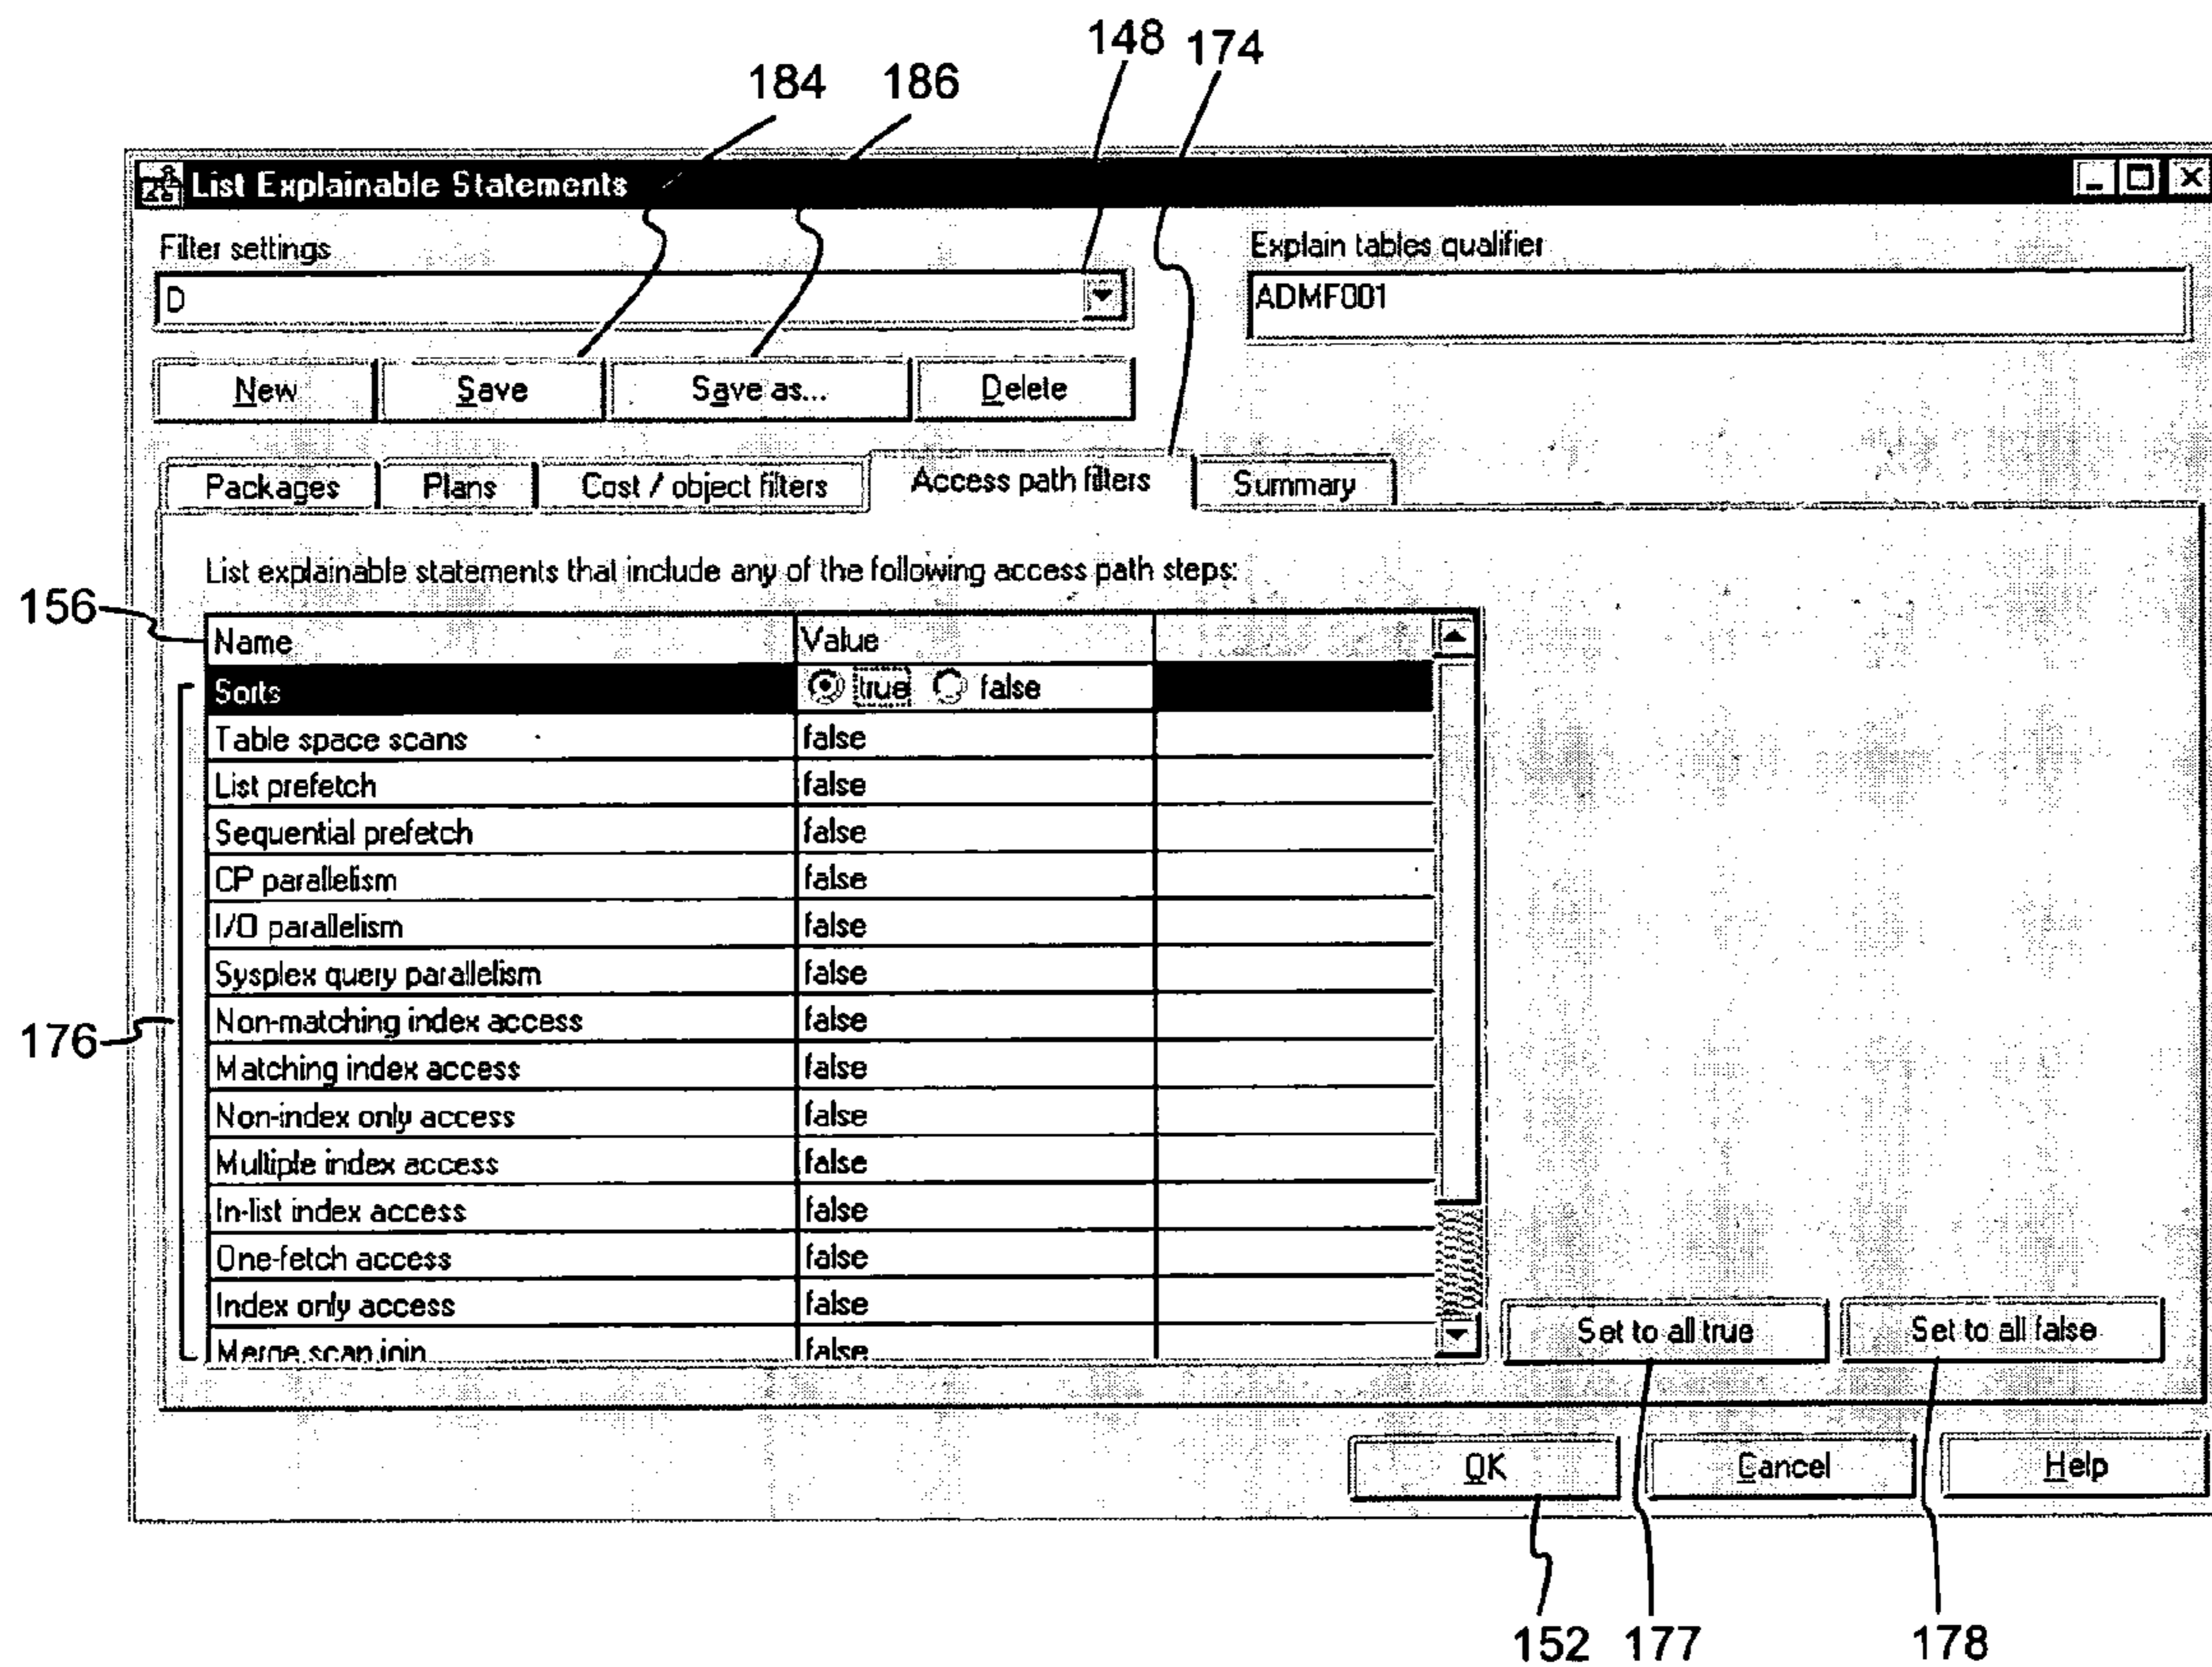 148 174
184 186
List Explainable Statements
Filter settings
Explain tables qualifier
D
ADMF001
New Save Save as... Delete
Packages Plans Cost / object filters Access path filters Summary
List explainable statements that include any of the following access path steps:
156
Name Value
Sorts true false
Table space scans false
List prefetch false
Sequential prefetch false
CP parallelism false
I/O parallelism false
Sysplex query parallelism false
176
Non-matching index access false
Matching index access false
Non-index only access false
Multiple index access false
In-list index access false
One-fetch access false
Index only access false
Merge scan join false
Set to all true Set to all false
OK Cancel Help
152 177 178